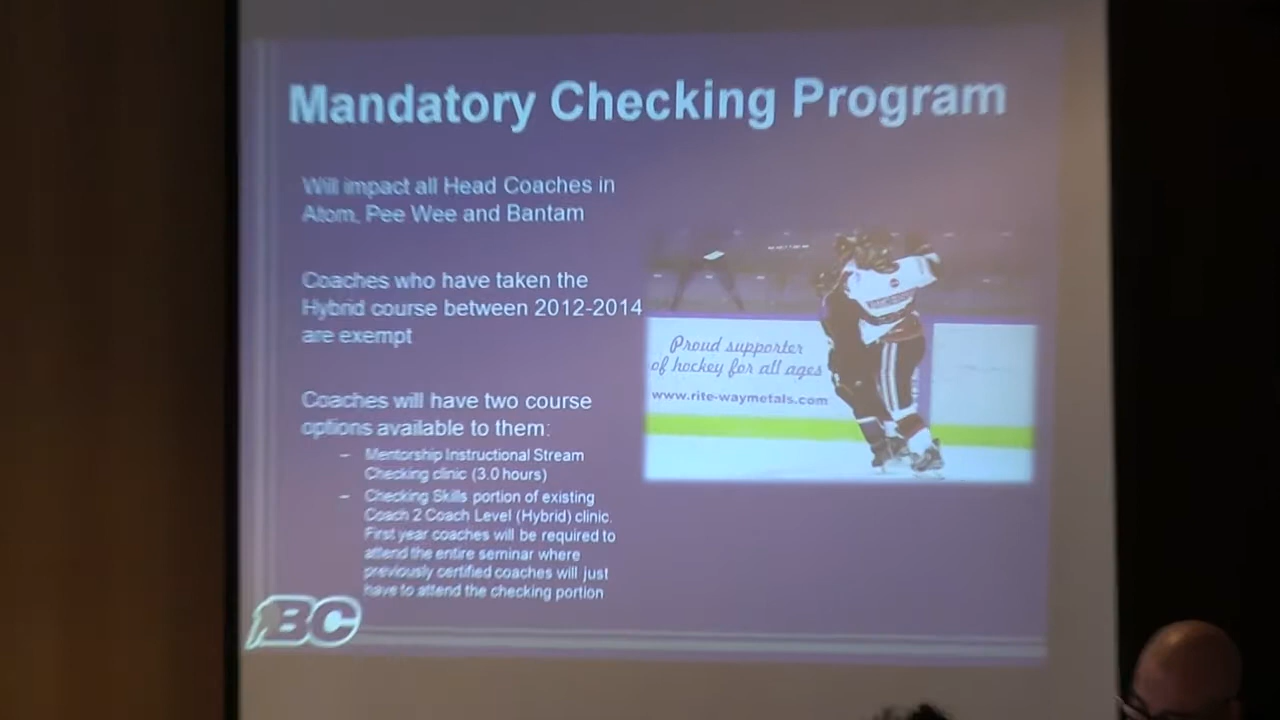 Mandatory Checking Program
Will impact all Head Coaches in
Atom, Pee Wee and Bantam
Coaches who have taken the
Hybrid course between 2012-2014
are exempt
Coaches will have two course
options available to them:
– Mentorship Instructional Stream
Checking clinic (3.0 hours)
– Checking Skills portion of existing
Coach 2 Coach Level (Hybrid) clinic.
First year coaches will be required to
attend the entire seminar where
previously certified coaches will just
have to attend the checking portion
Proud supporter
of hockey for all ages
www.rite-waymetals.com
BC